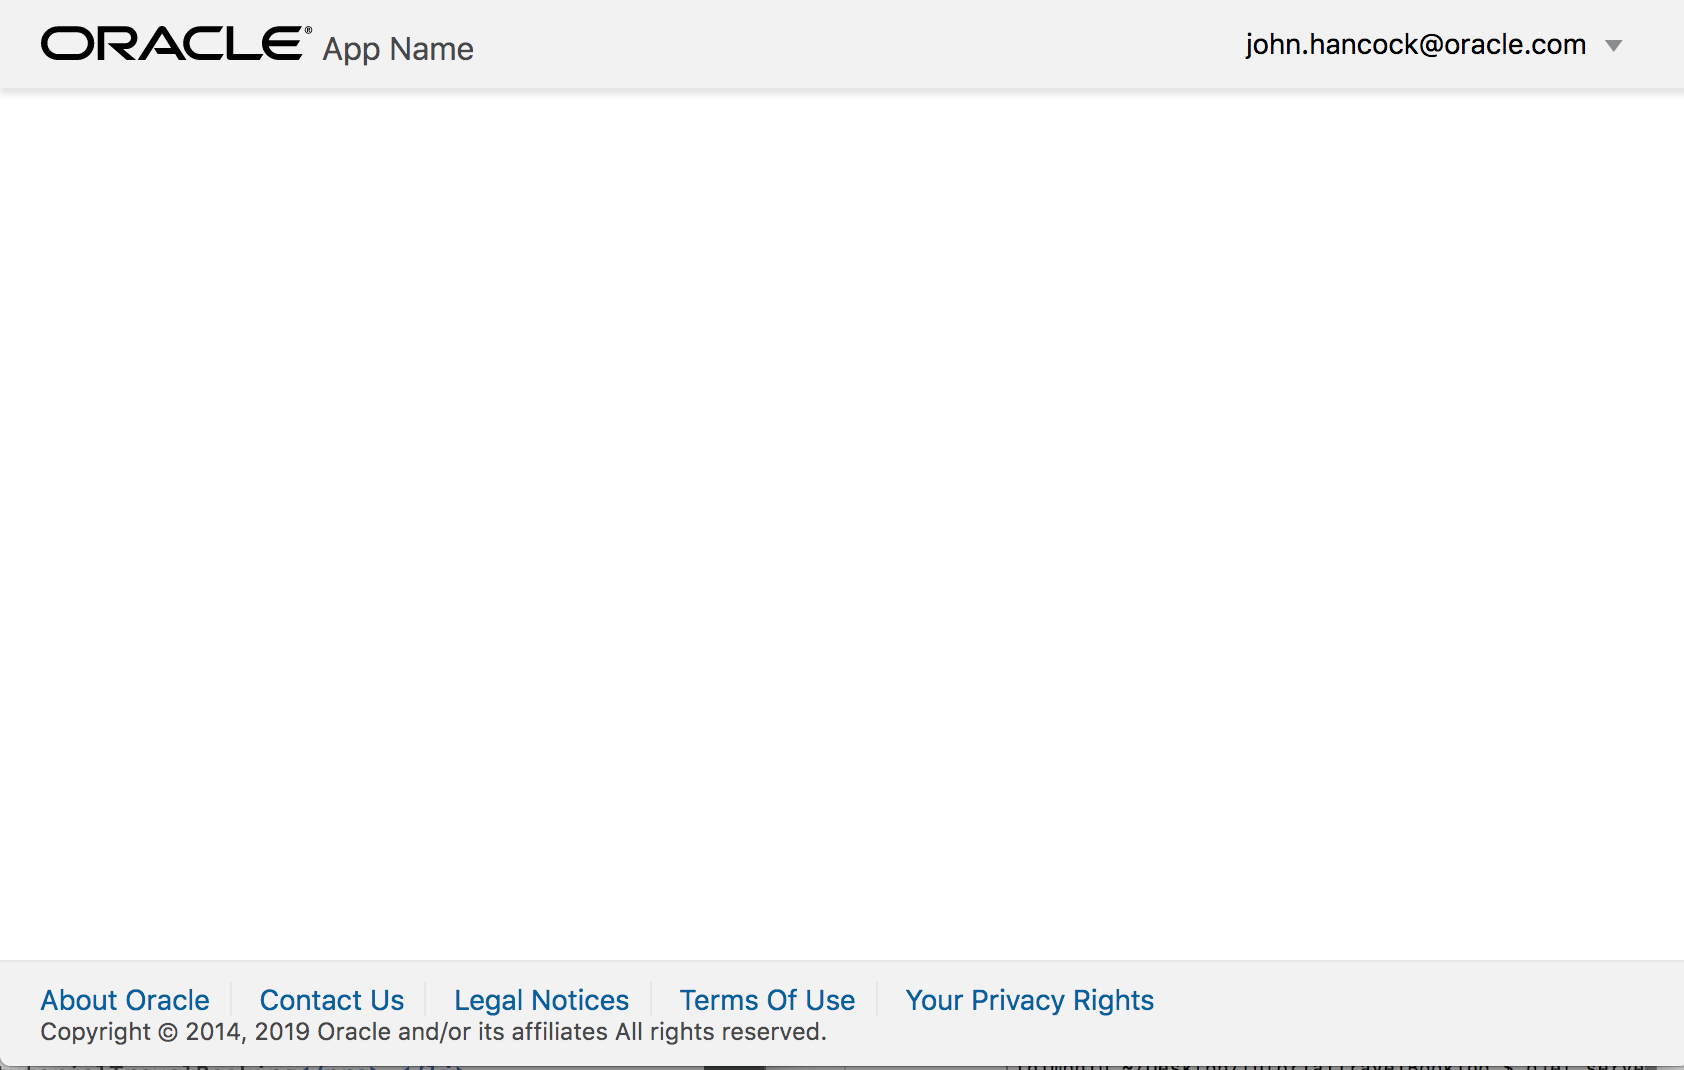 ORACLE® App Name
john.hancock@oracle.com
About Oracle
Contact Us
Legal Notices
Terms Of Use
Your Privacy Rights
Copyright © 2014, 2019 Oracle and/or its affiliates All rights reserved.